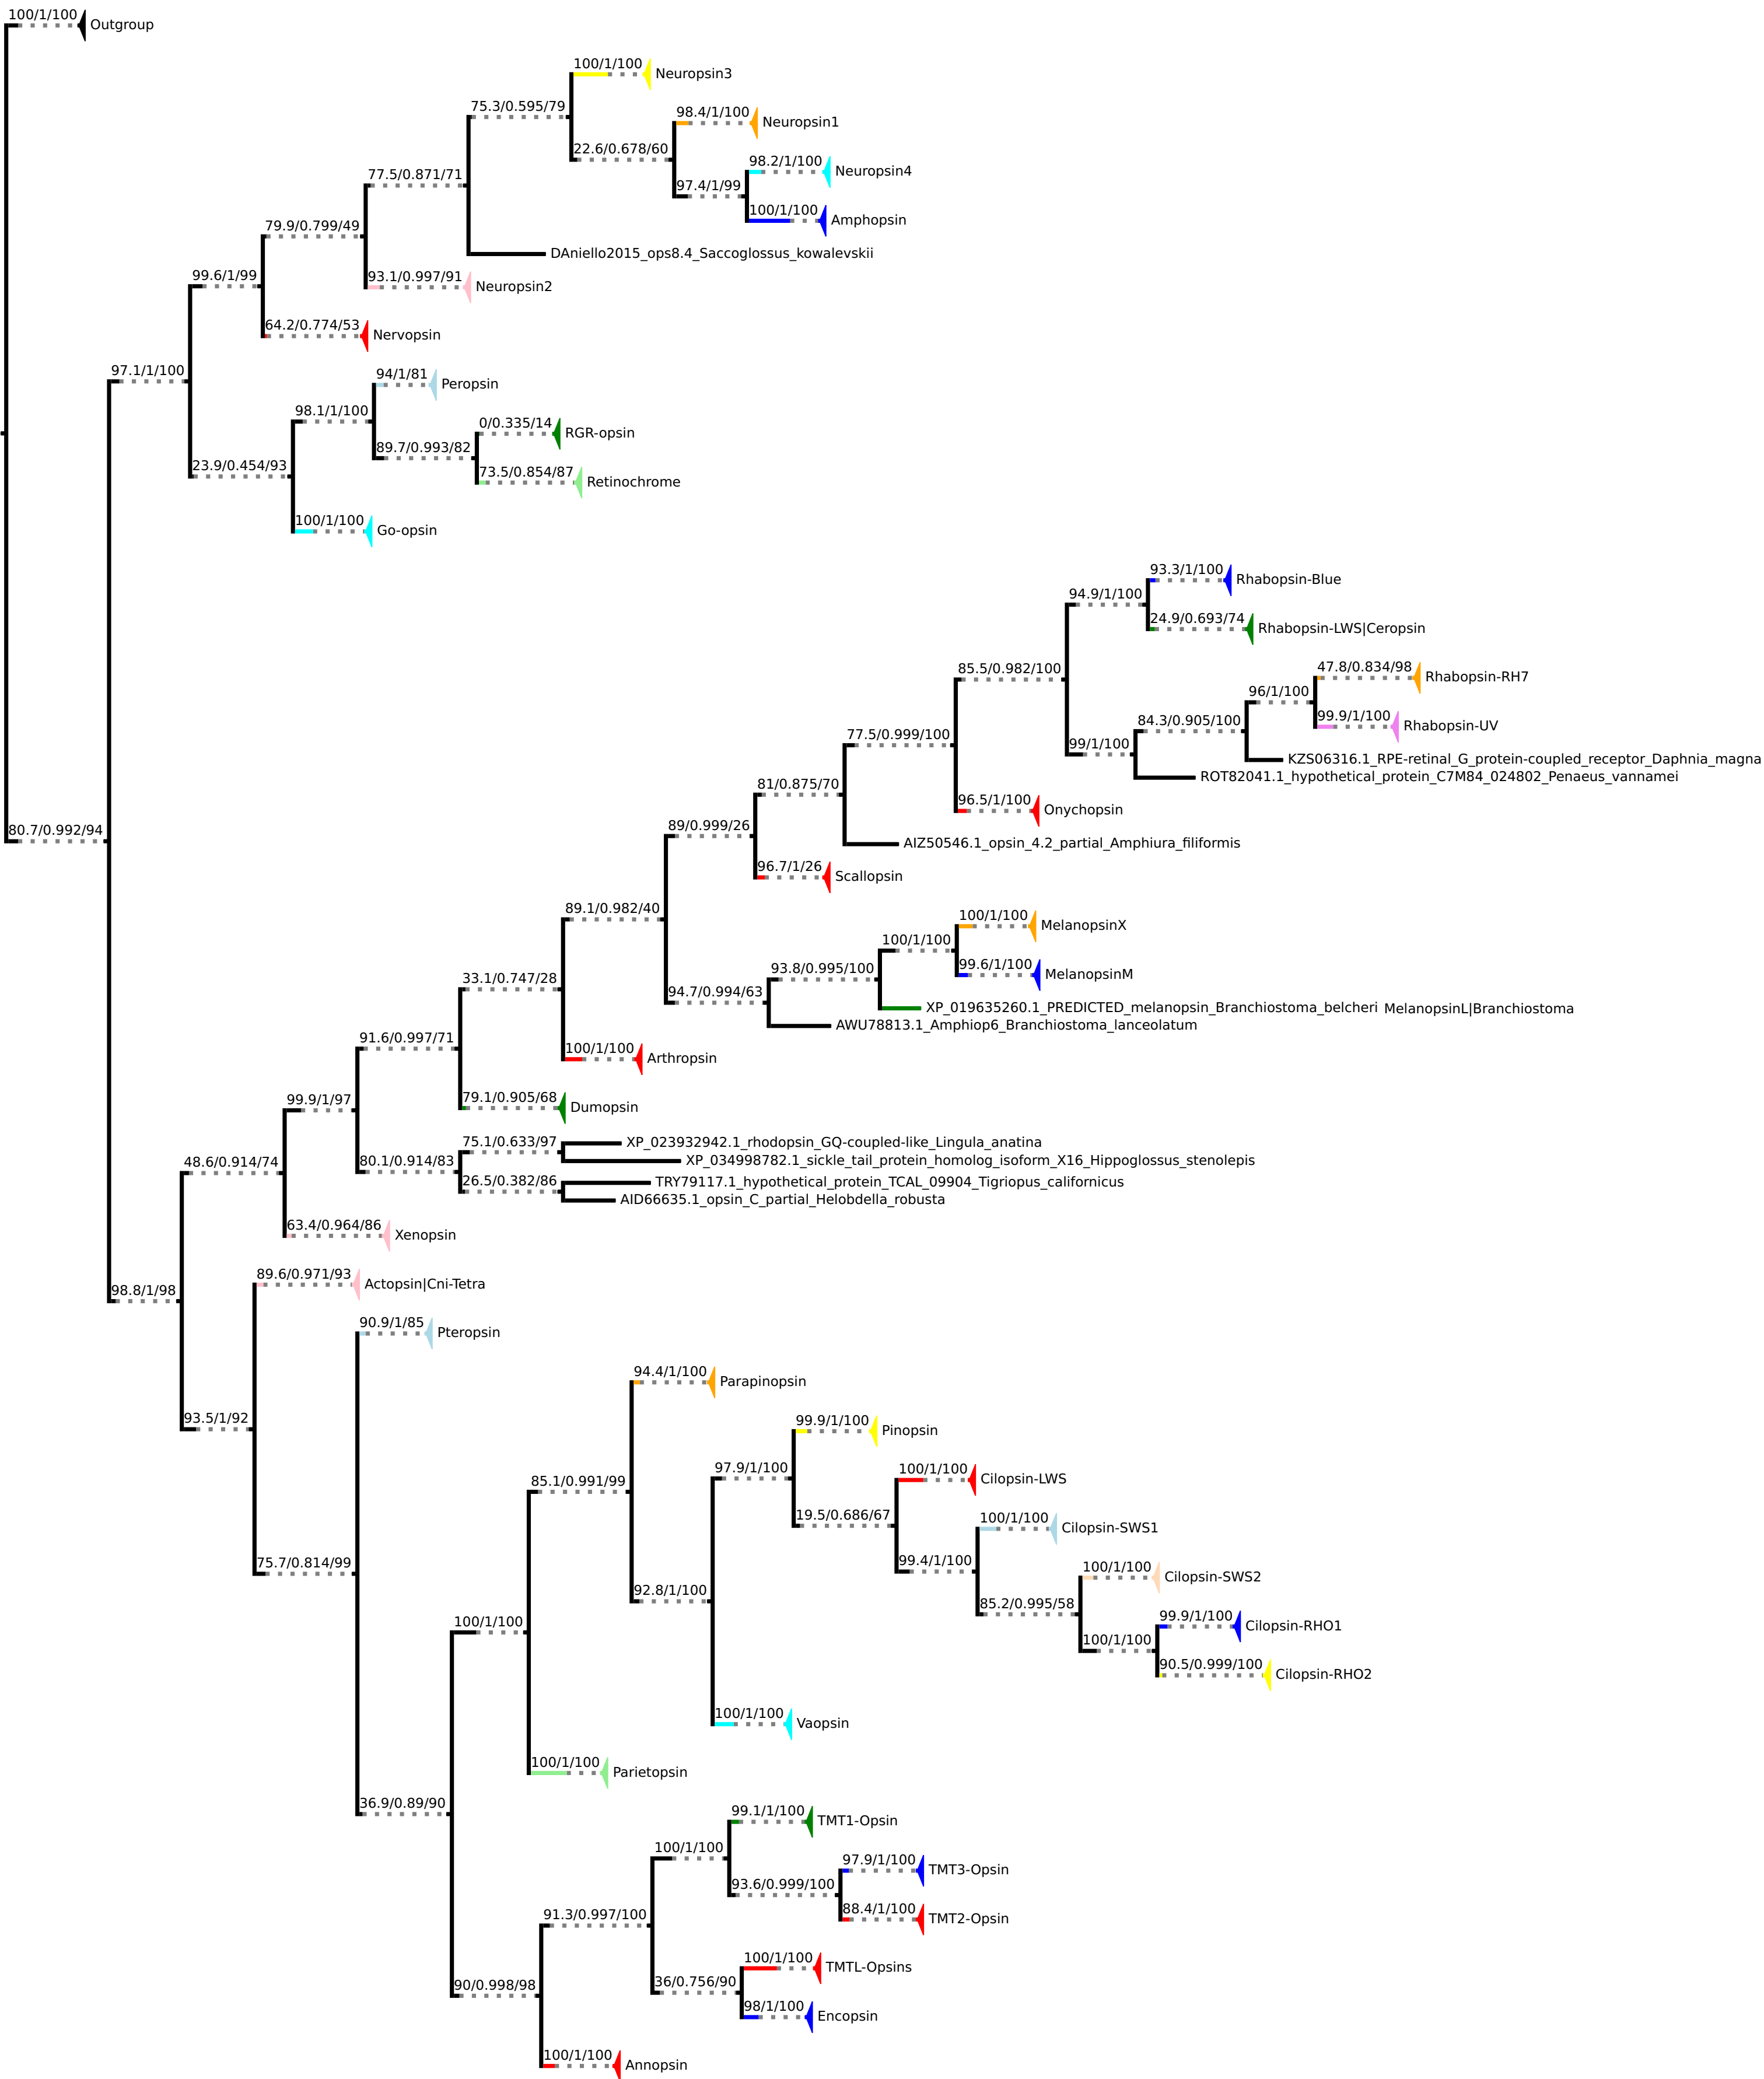 100/1/100 Outgroup
100/1/100 Neuropsin3
75.3/0.595/79
98.4/1/100 Neuropsin1
22.6/0.678/60
98.2/1/100 Neuropsin4
77.5/0.871/71
97.4/1/99
100/1/100 Amphopsin
79.9/0.799/49
DAniello2015_ops8.4_Saccoglossus_kowalevskii
99.6/1/99
93.1/0.997/91 Neuropsin2
64.2/0.774/53 Nervopsin
97.1/1/100
94/1/81 Peropsin
98.1/1/100
0/0.335/14 RGR-opsin
89.7/0.993/82
23.9/0.454/93
73.5/0.854/87 Retinochrome
100/1/100 Go-opsin
93.3/1/100 Rhabopsin-Blue
94.9/1/100
24.9/0.693/74 Rhabopsin-LWS|Ceropsin
85.5/0.982/100
47.8/0.834/98 Rhabopsin-RH7
96/1/100
84.3/0.905/100
99.9/1/100 Rhabopsin-UV
77.5/0.999/100
99/1/100
KZS06316.1_RPE-retinal_G_protein-coupled_receptor_Daphnia_magna
ROT82041.1_hypothetical_protein_C7M84_024802_Penaeus_vannamei
81/0.875/70
96.5/1/100 Onychopsin
80.7/0.992/94
89/0.999/26
AIZ50546.1_opsin_4.2_partial_Amphiura_filiformis
96.7/1/26 Scallopsin
89.1/0.982/40
100/1/100 MelanopsinX
100/1/100
93.8/0.995/100
99.6/1/100 MelanopsinM
33.1/0.747/28
94.7/0.994/63
XP_019635260.1_PREDICTED_melanopsin_Branchiostoma_belcheri MelanopsinL|Branchiostoma
AWU78813.1_Amphiop6_Branchiostoma_lanceolatum
91.6/0.997/71
100/1/100 Arthropsin
99.9/1/97
79.1/0.905/68 Dumopsin
75.1/0.633/97 XP_023932942.1_rhodopsin_GQ-coupled-like_Lingula_anatina
80.1/0.914/83
XP_034998782.1_sickle_tail_protein_homolog_isoform_X16_Hippoglossus_stenolepis
48.6/0.914/74
26.5/0.382/86 TRY79117.1_hypothetical_protein_TCAL_09904_Tigriopus_californicus
AID66635.1_opsin_C_partial_Helobdella_robusta
63.4/0.964/86 Xenopsin
89.6/0.971/93 Actopsin|Cni-Tetra
98.8/1/98
90.9/1/85 Pteropsin
94.4/1/100 Parapinopsin
93.5/1/92
99.9/1/100 Pinopsin
97.9/1/100
100/1/100 Cilopsin-LWS
85.1/0.991/99
19.5/0.686/67
100/1/100 Cilopsin-SWS1
75.7/0.814/99
99.4/1/100
100/1/100 Cilopsin-SWS2
92.8/1/100
85.2/0.995/58
100/1/100
99.9/1/100 Cilopsin-RHO1
100/1/100
90.5/0.999/100 Cilopsin-RHO2
100/1/100 Vaopsin
100/1/100 Parietopsin
36.9/0.89/90
99.1/1/100 TMT1-Opsin
100/1/100
97.9/1/100 TMT3-Opsin
93.6/0.999/100
91.3/0.997/100
88.4/1/100 TMT2-Opsin
100/1/100 TMTL-Opsins
90/0.998/98
36/0.756/90
98/1/100 Encopsin
100/1/100 Annopsin